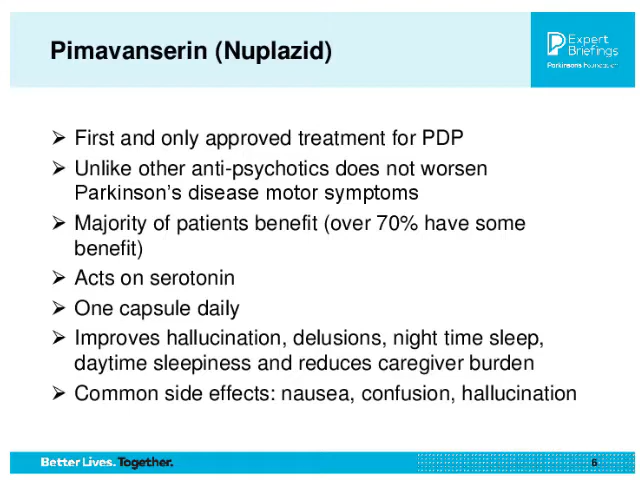 Pimavanserin (Nuplazid)
Expert
Briefings
Parkinson's Foundation
➢ First and only approved treatment for PDP
➢ Unlike other anti-psychotics does not worsen
Parkinson's disease motor symptoms
➢ Majority of patients benefit (over 70% have some
benefit)
➢ Acts on serotonin
➢ One capsule daily
➢ Improves hallucination, delusions, night time sleep,
daytime sleepiness and reduces caregiver burden
➢ Common side effects: nausea, confusion, hallucination
Better Lives. Together.
6